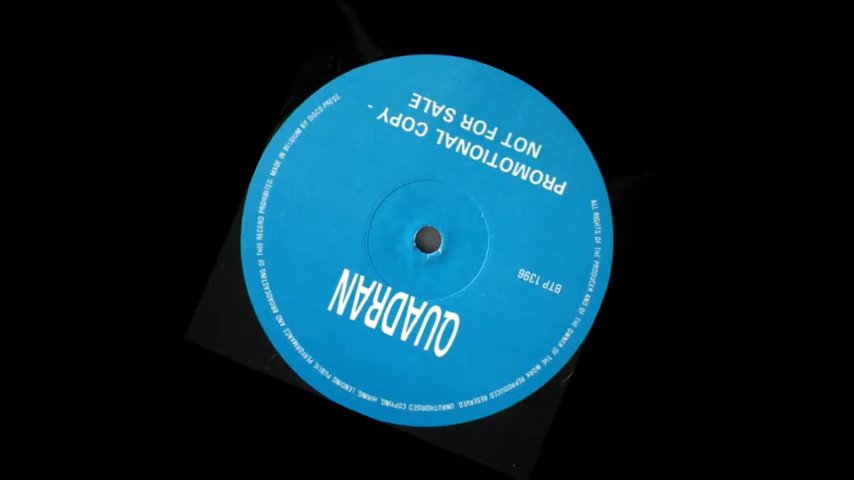 PROMOTIONAL COPY -
NOT FOR SALE
BTP 1396
QUADRAN
ALL RIGHTS OF THE PRODUCER AND OF THE OWNER OF THE WORK REPRODUCED RESERVED. UNAUTHORISED COPYING, HIRING, LENDING PUBLIC PERFORMANCE AND BROADCASTING OF THIS RECORD PROHIBITED. MADE IN BELGIUM BY DISCO PRESS.